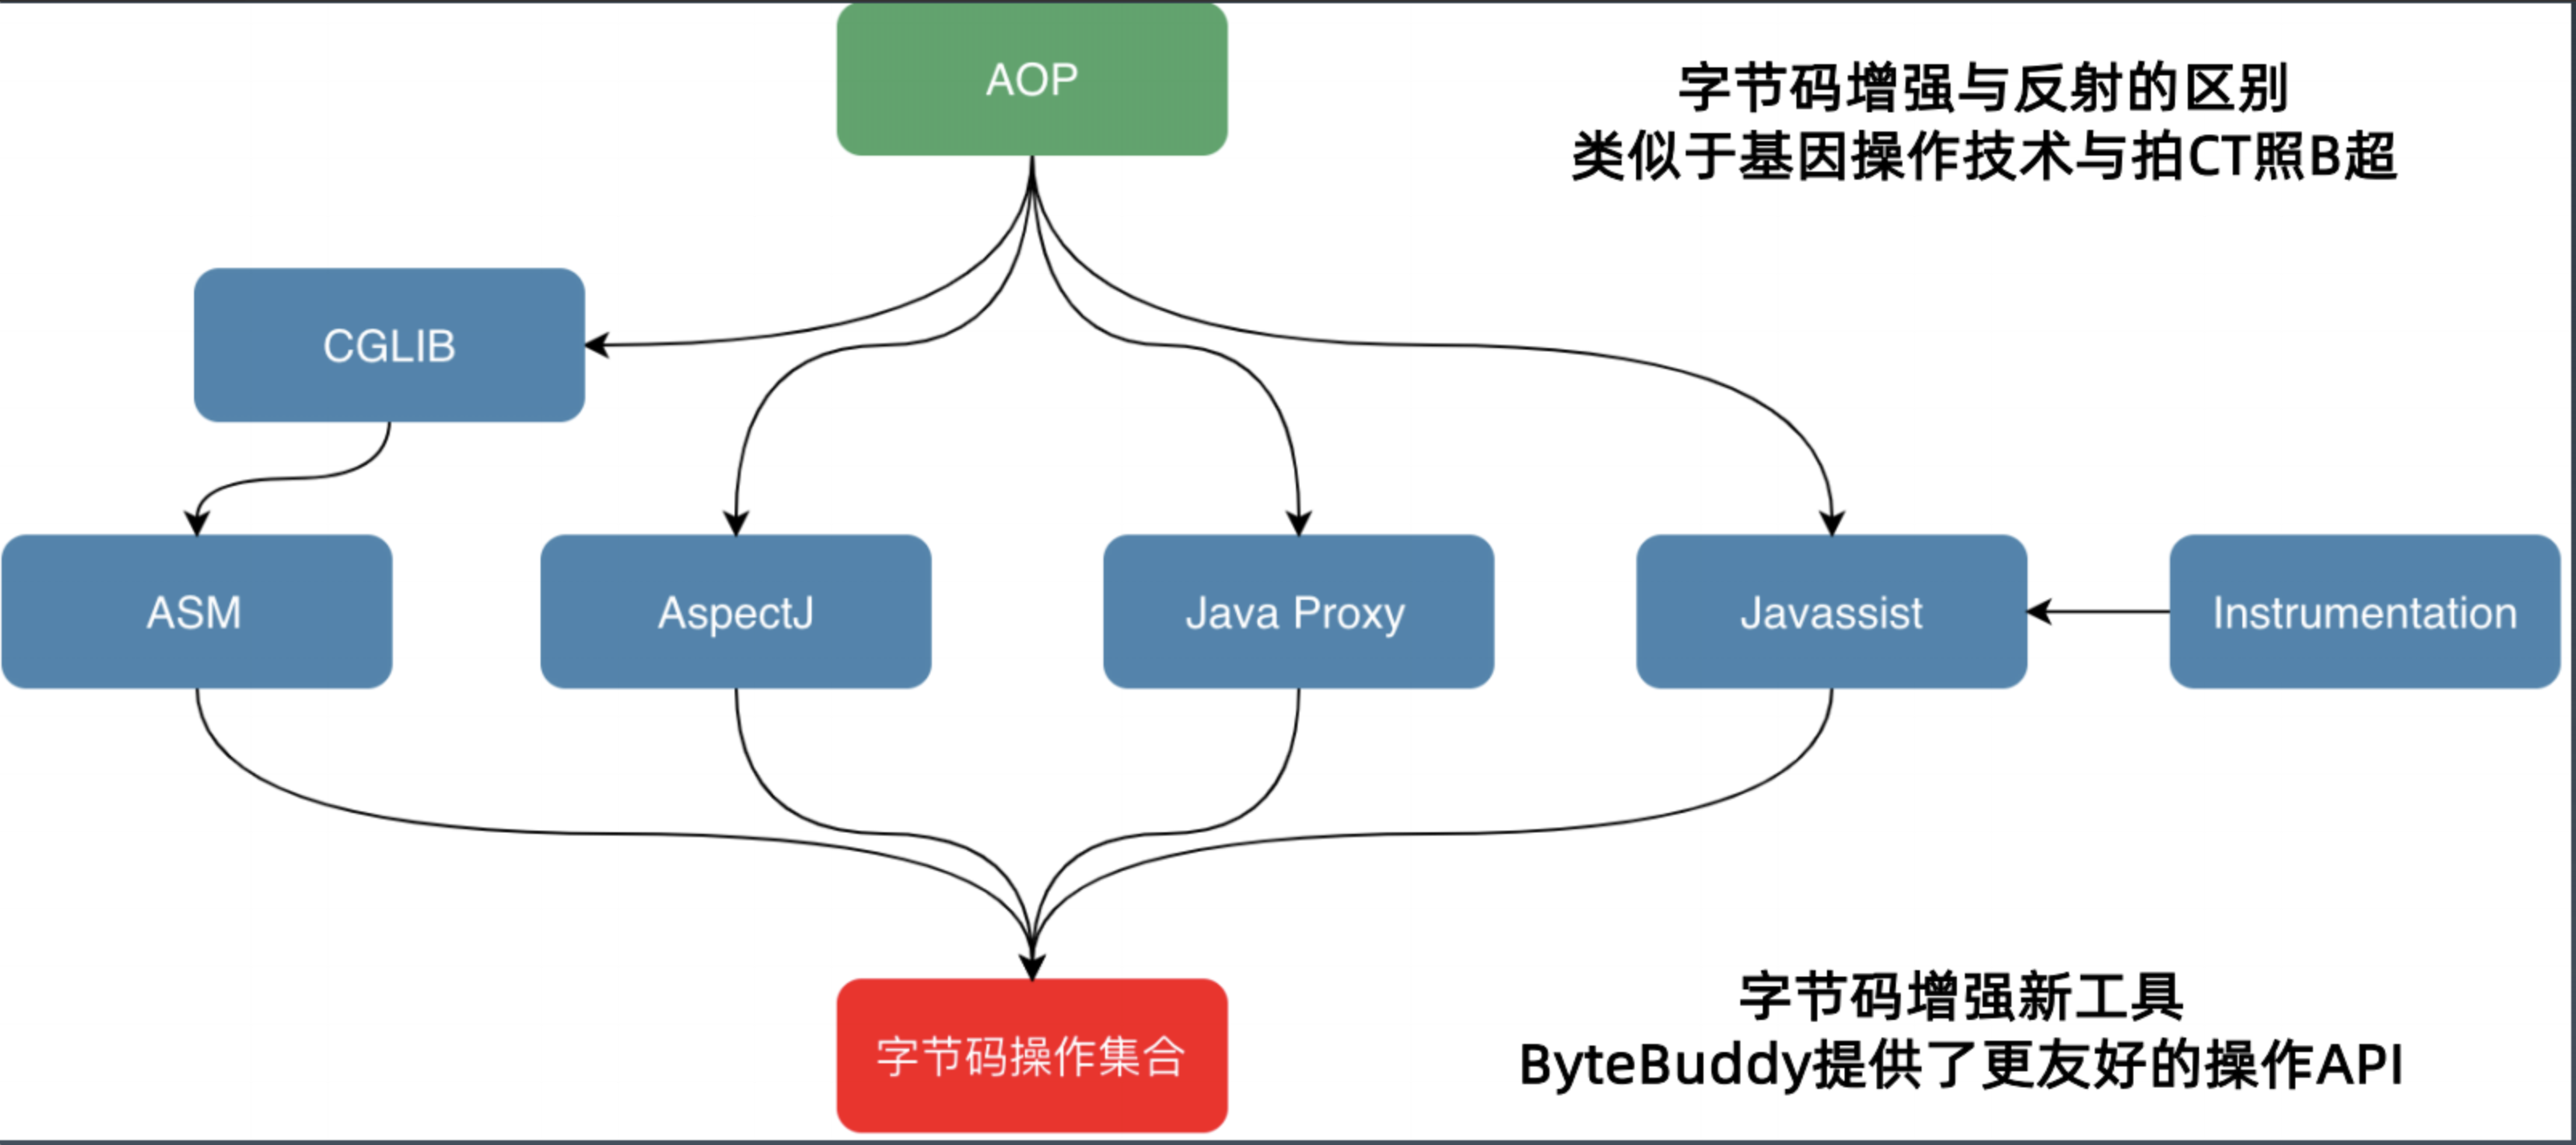 AOP
字节码增强与反射的区别
类似于基因操作技术与拍CT照B超
CGLIB
ASM
AspectJ
Java Proxy
Javassist
Instrumentation
字节码操作集合
字节码增强新工具
ByteBuddy提供了更友好的操作API